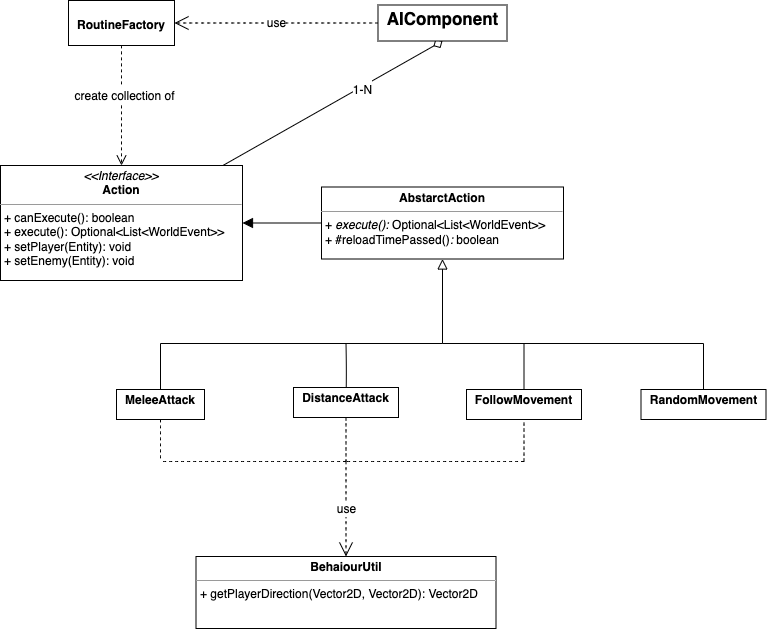 RoutineFactory
use
AIComponent
create collection of
1-N
<<Interface>>
Action
+ canExecute(): boolean
+ execute(): Optional<List<WorldEvent>>
+ setPlayer(Entity): void
+ setEnemy(Entity): void
AbstarctAction
+ execute(): Optional<List<WorldEvent>>
+ #reloadTimePassed(): boolean
MeleeAttack
DistanceAttack
FollowMovement
RandomMovement
use
BehaiourUtil
+ getPlayerDirection(Vector2D, Vector2D): Vector2D